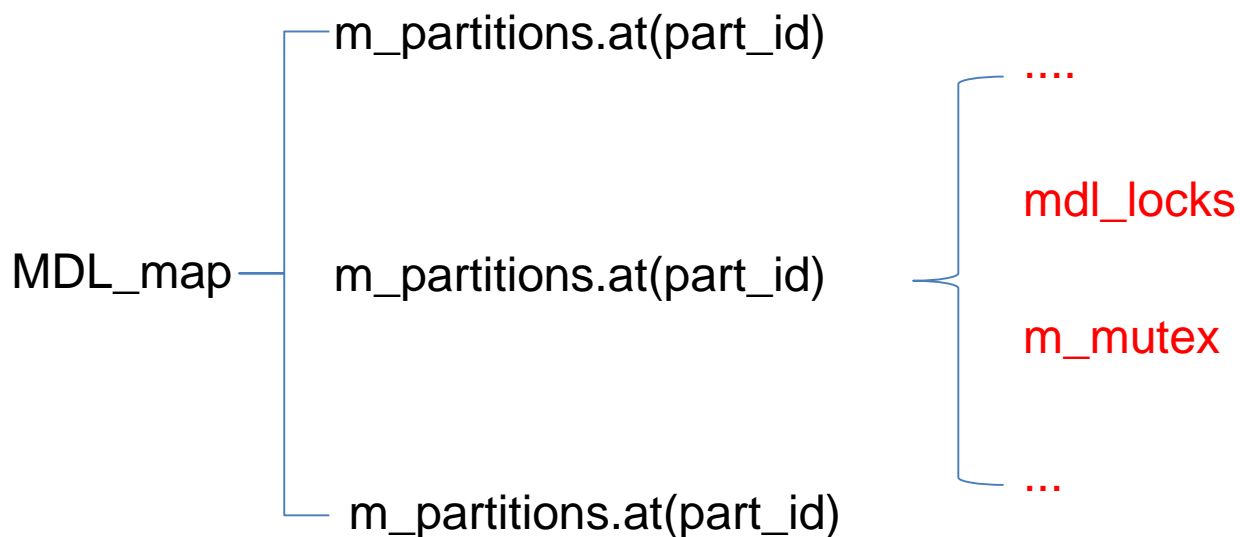 m_partitions.at(part_id)
....
mdl_locks
MDL_map
m_partitions.at(part_id)
m_mutex
...
m_partitions.at(part_id)